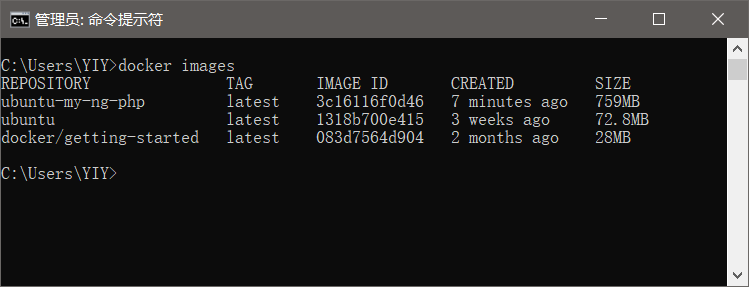 管理员: 命令提示符
C:\Users\YIY>docker images
REPOSITORY TAG IMAGE ID CREATED SIZE
ubuntu-my-ng-php latest 3c16116f0d46 7 minutes ago 759MB
ubuntu latest 1318b700e415 3 weeks ago 72.8MB
docker/getting-started latest 083d7564d904 2 months ago 28MB
C:\Users\YIY>